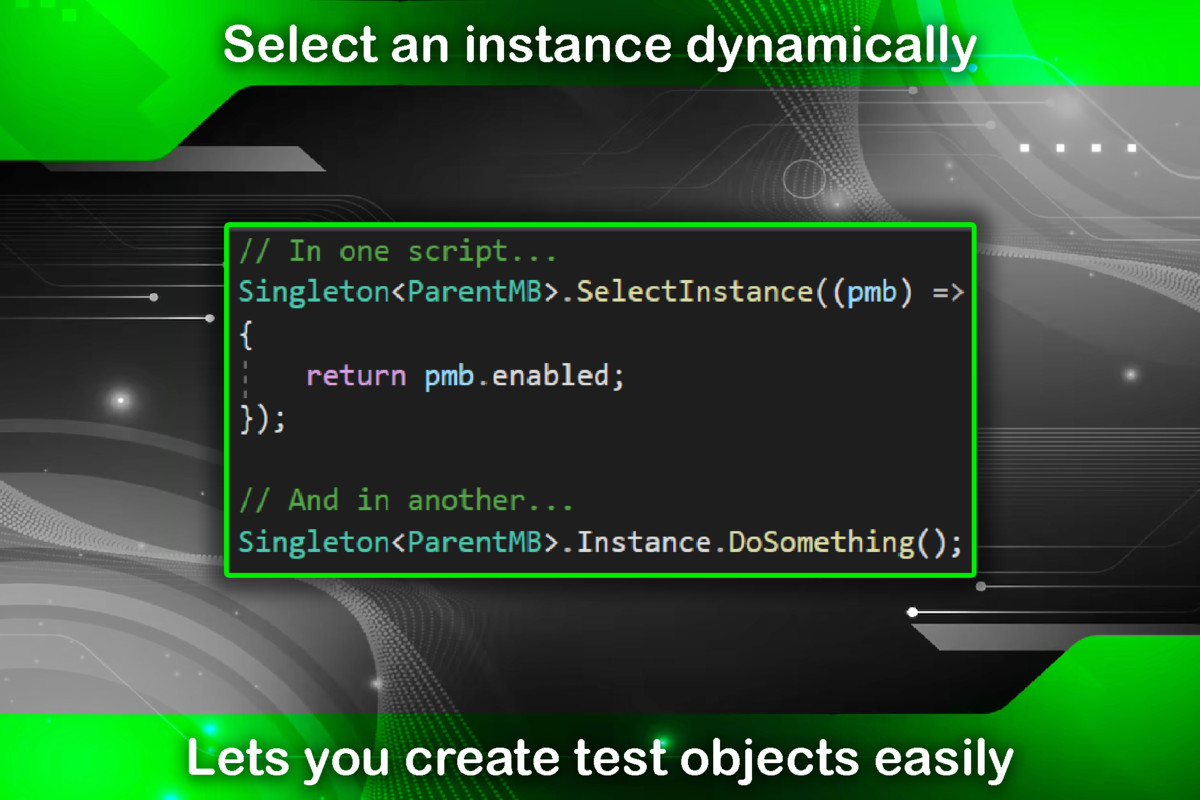 Select an instance dynamically
// In one script...
Singleton<ParentMB>.SelectInstance((pmb) =>
{
    return pmb.enabled;
});
// And in another...
Singleton<ParentMB>.Instance.DoSomething();
Lets you create test objects easily